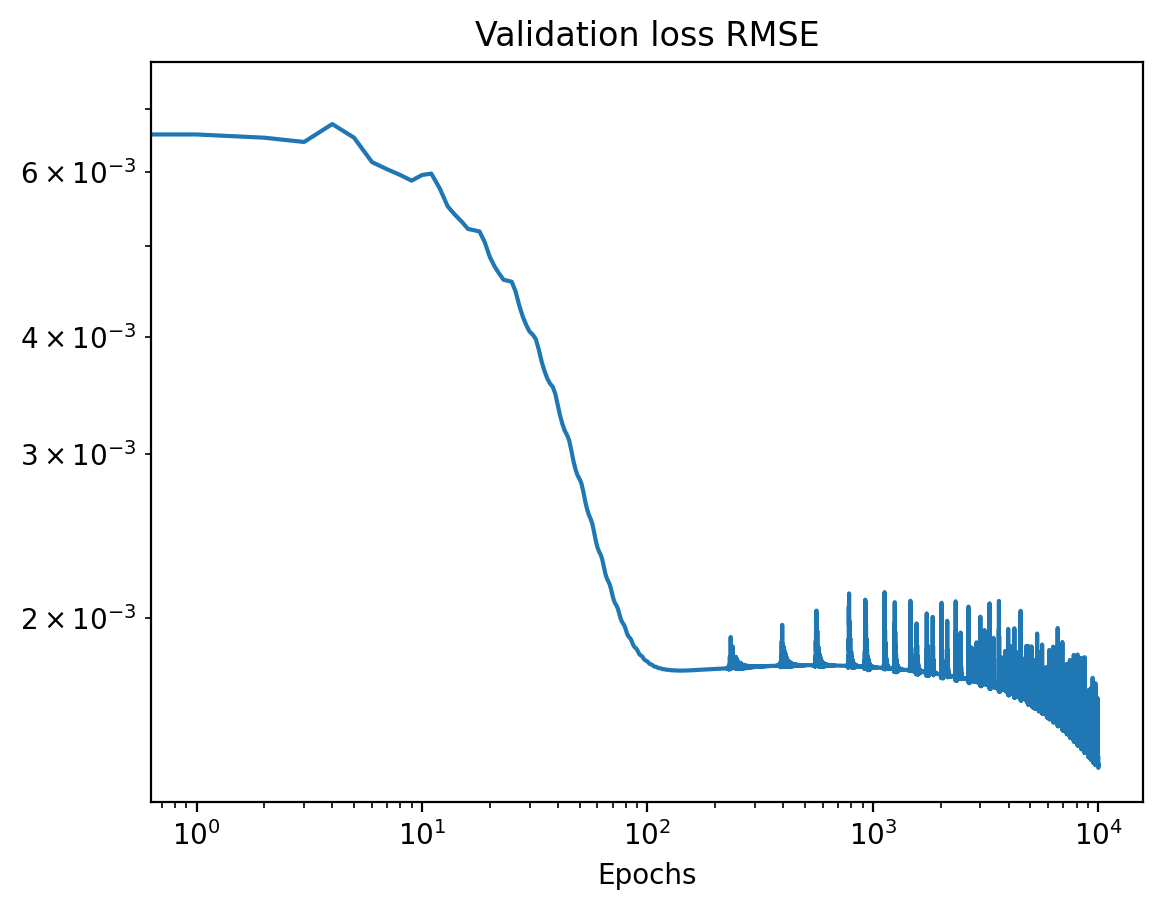 Validation loss RMSE
6 × 10⁻³
4 × 10⁻³
3 × 10⁻³
2 × 10⁻³
10⁰ 10¹ 10² 10³ 10⁴
Epochs